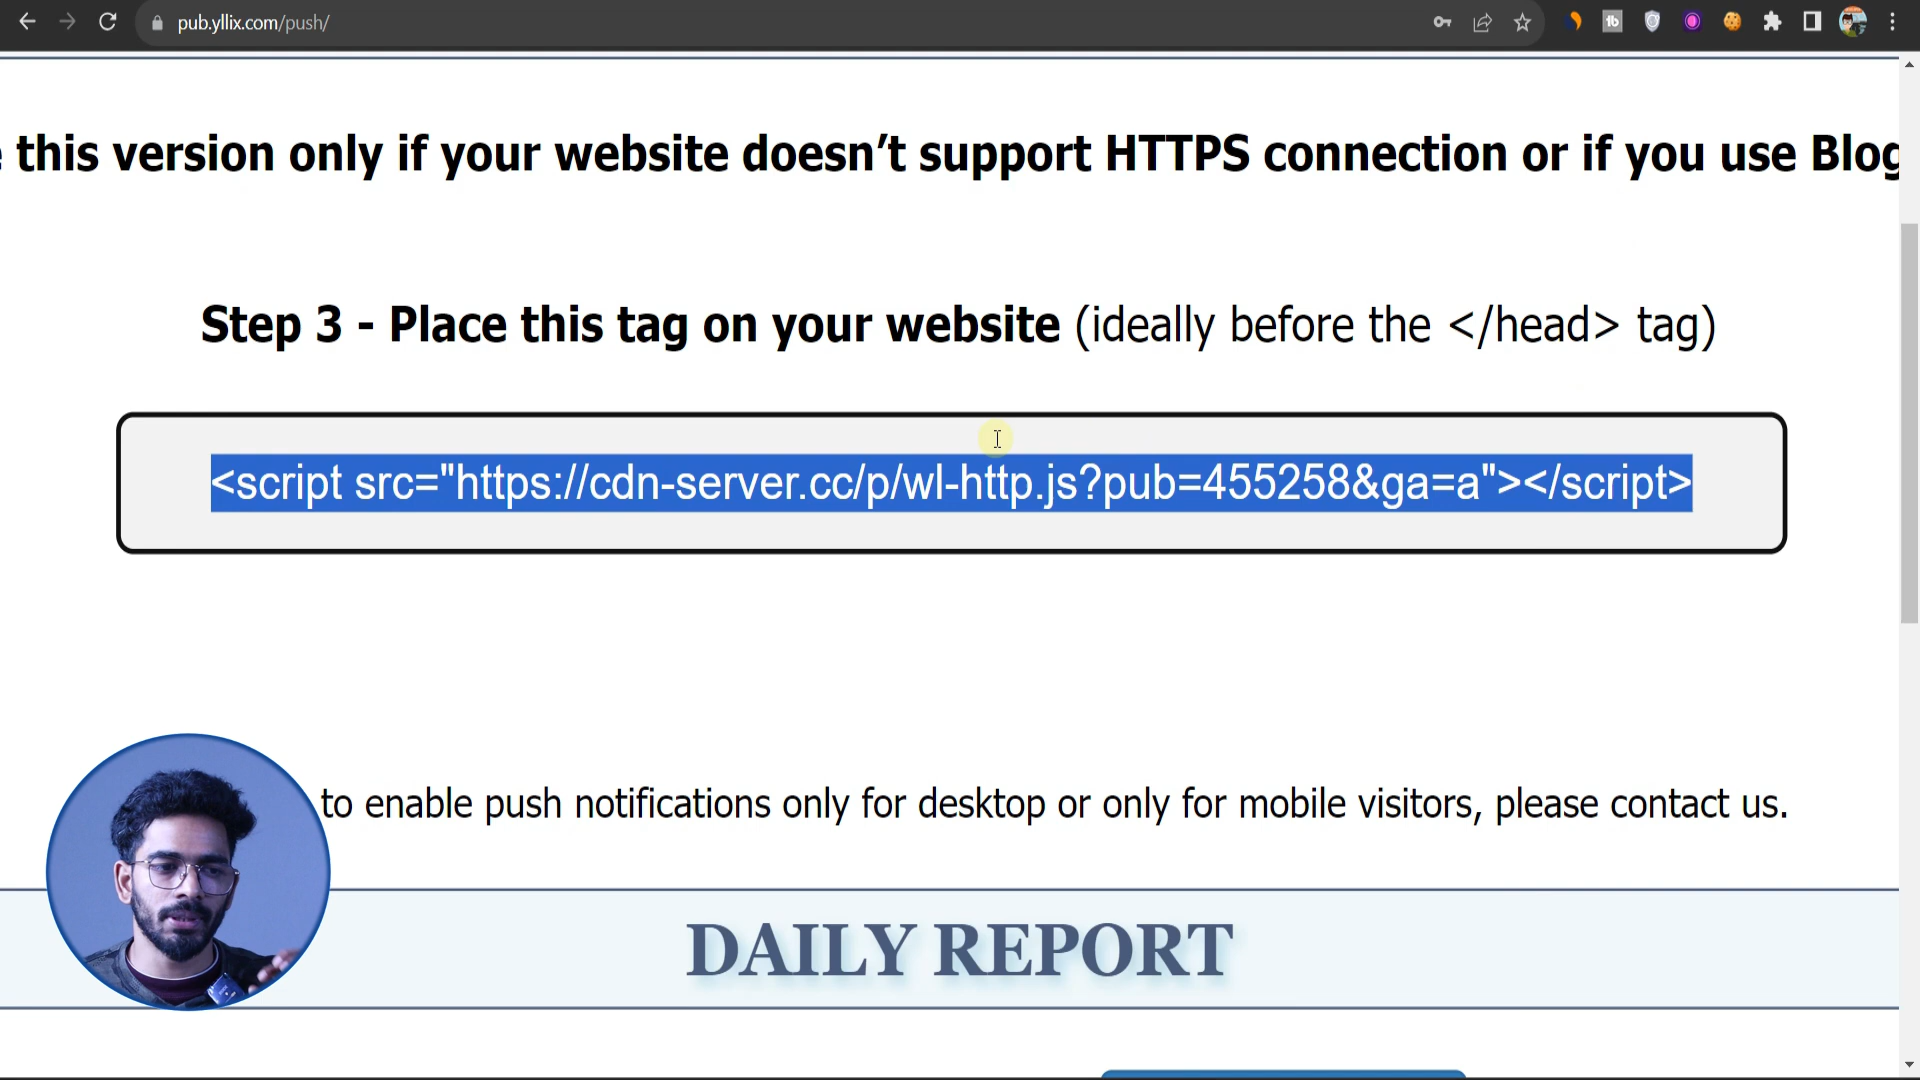 pub.yllix.com/push/
this version only if your website doesn’t support HTTPS connection or if you use
Step 3 - Place this tag on your website (ideally before the </head> tag)
<script src="https://cdn-server.cc/p/wl-http.js?pub=455258&ga=a"></script>
to enable push notifications only for desktop or only for mobile visitors, please contact us.
DAILY REPORT